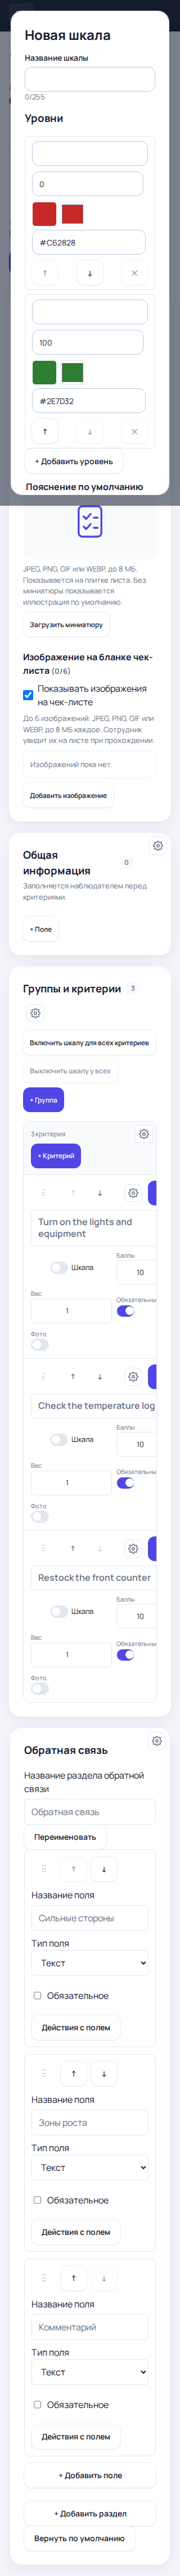 Новая шкала
Название шкалы
0/255
Уровни
0
#C62828
↑ ↓ ✕
100
#2E7D32
↑ ↓ ✕
+ Добавить уровень
Пояснение по умолчанию
JPEG, PNG, GIF или WEBP, до 8 МБ.
Показывается на плитке листа. Без
миниатюры показывается
иллюстрация по умолчанию.
Загрузить миниатюру
Изображение на бланке чек-
листа (0/6)
Показывать изображения
на чек-листе
До 6 изображений: JPEG, PNG, GIF или
WEBP, до 8 МБ каждое. Сотрудник
увидит их на листе при прохождении.
Изображений пока нет.
Добавить изображение
Общая
информация
0
Заполняется наблюдателем перед
критериями.
+ Поле
Группы и критерии 3
Включить шкалу для всех критериев
Выключить шкалу у всех
+ Группа
3 критерия
+ Критерий
↑ ↓
Turn on the lights and
equipment
Баллы
Шкала
10
Вес
Обязательны
1
Фото
↑ ↓
Check the temperature log
Баллы
Шкала
10
Вес
Обязательны
1
Фото
↑ ↓
Restock the front counter
Баллы
Шкала
10
Вес
Обязательны
1
Фото
Обратная связь
Название раздела обратной
связи
Обратная связь
Переименовать
↑ ↓
Название поля
Сильные стороны
Тип поля
Текст
Обязательное
Действия с полем
↑ ↓
Название поля
Зоны роста
Тип поля
Текст
Обязательное
Действия с полем
↑ ↓
Название поля
Комментарий
Тип поля
Текст
Обязательное
Действия с полем
+ Добавить поле
+ Добавить раздел
Вернуть по умолчанию